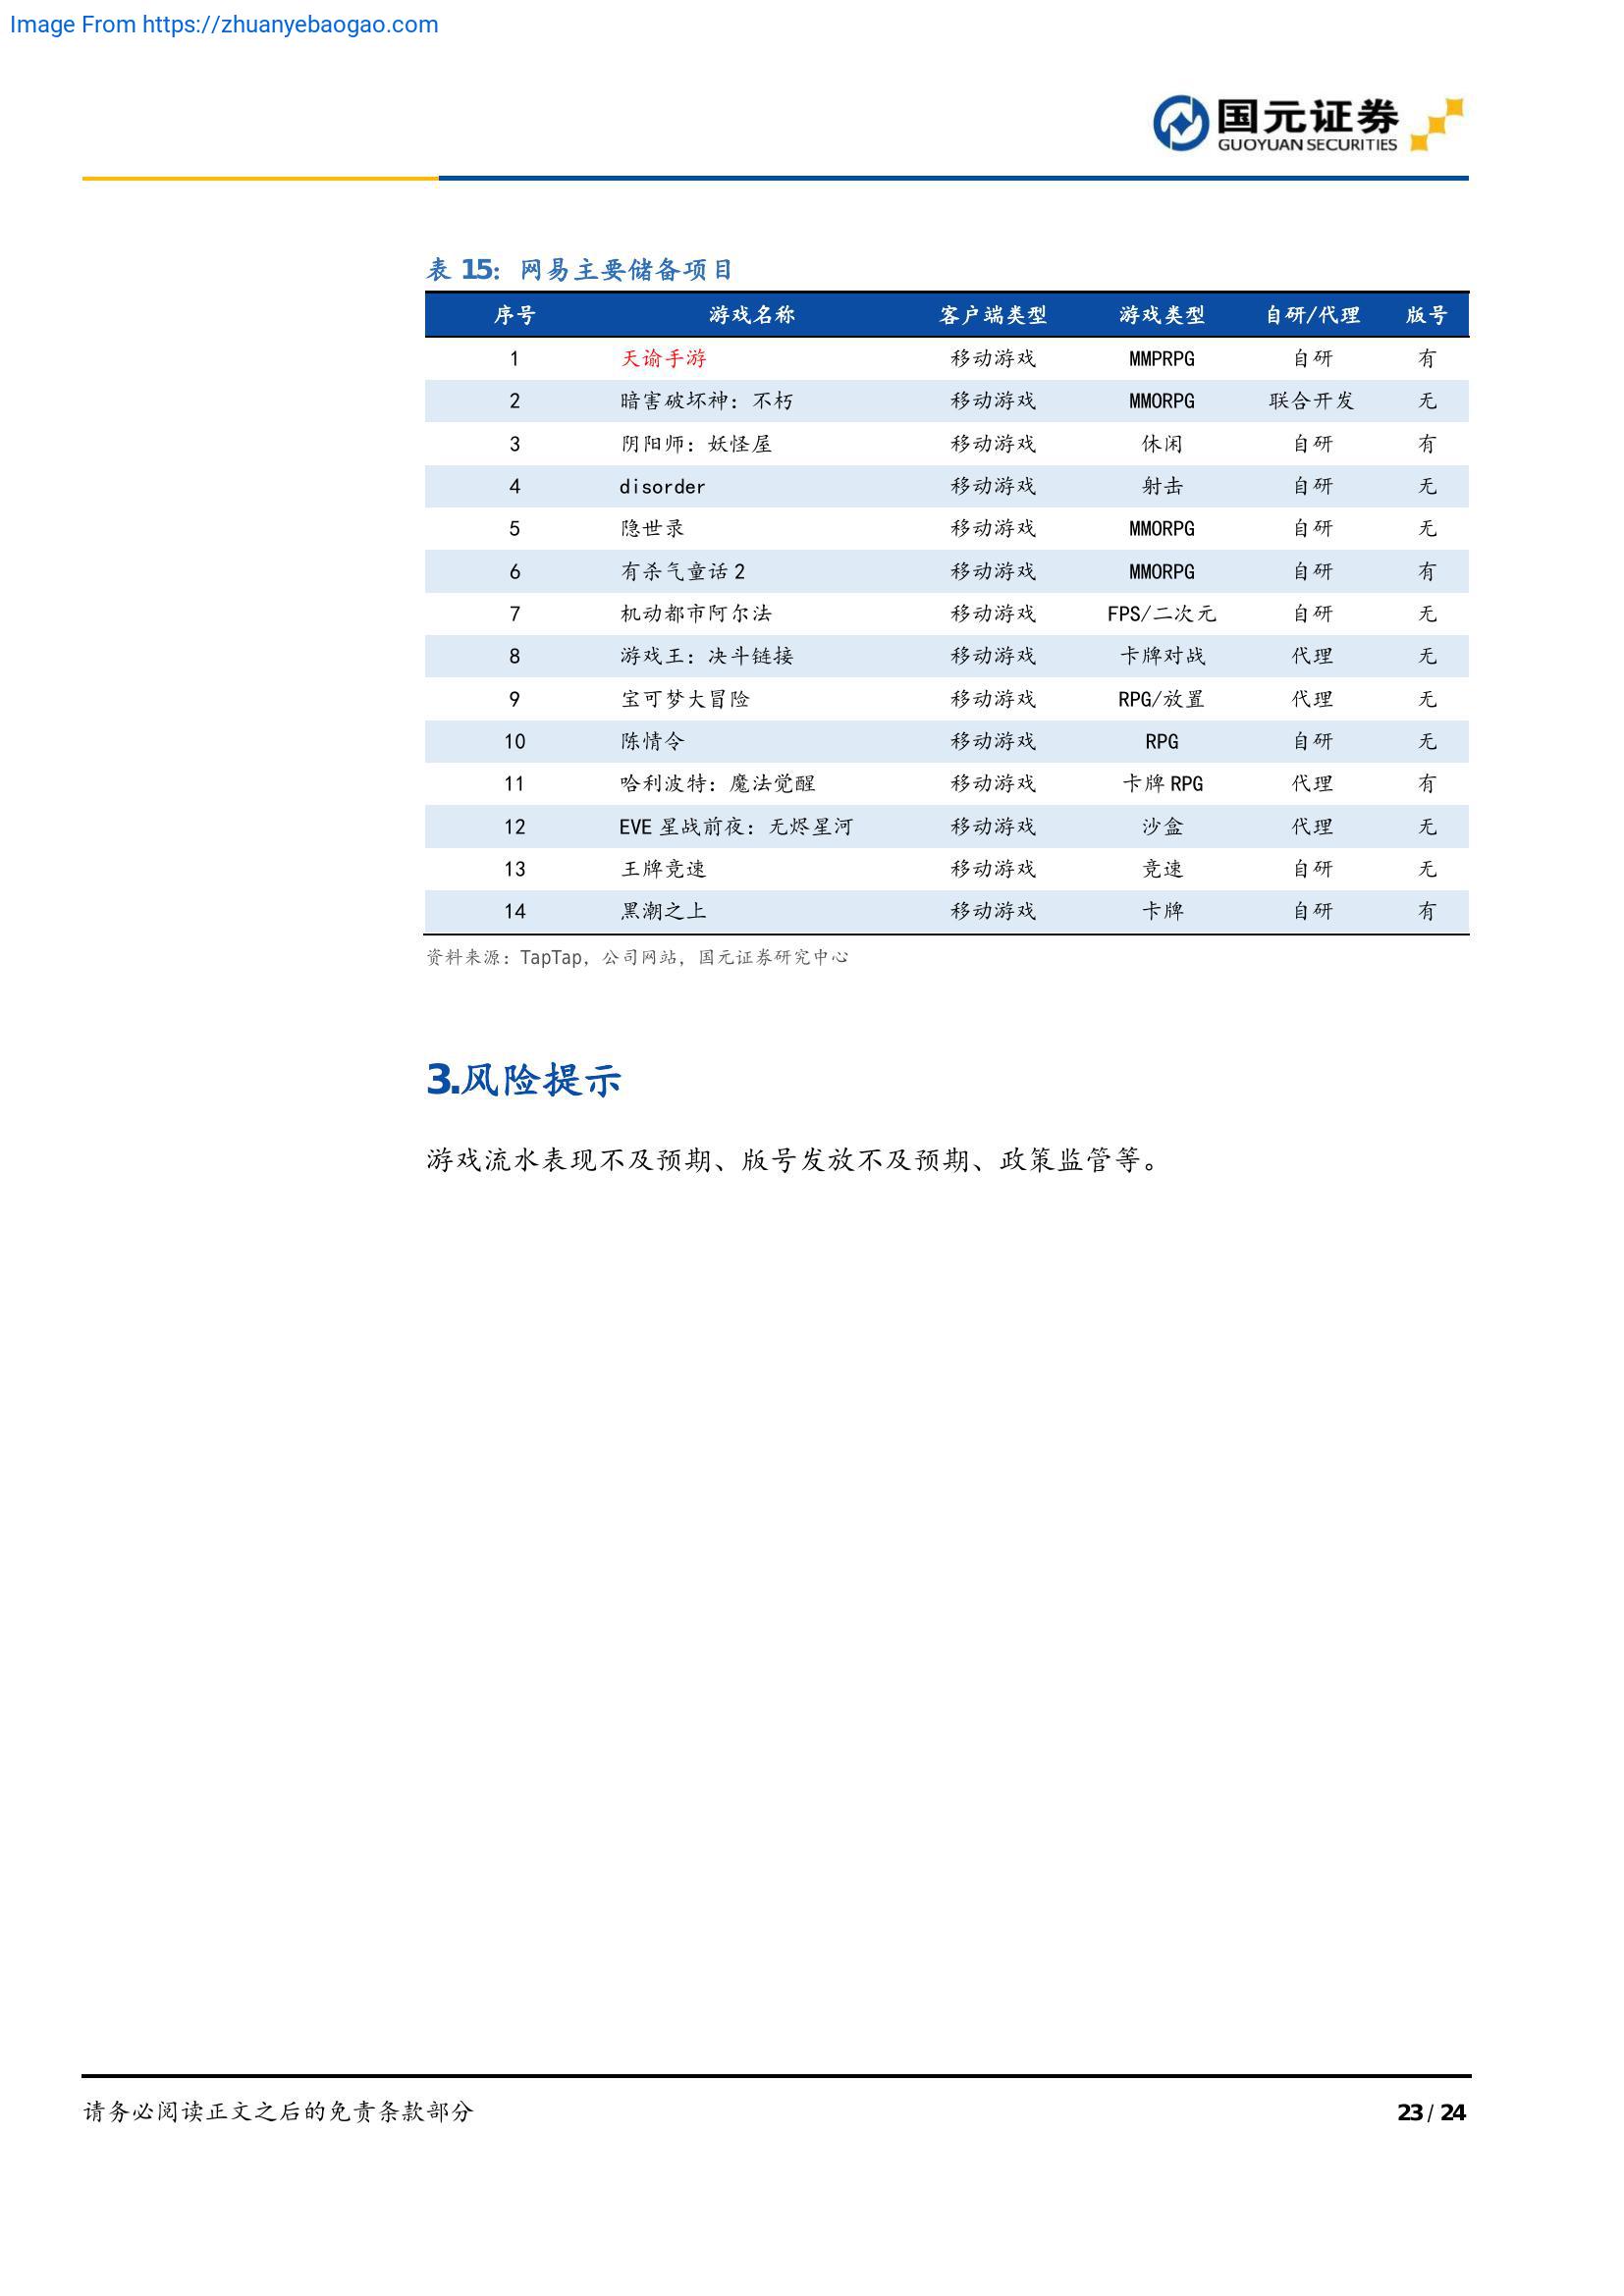 Image From https://zhuanyebaogao.com
国元证券
GUOYUAN SECURITIES
表 15：网易主要储备项目
序号 游戏名称 客户端类型 游戏类型 自研/代理 版号
1 天谕手游 移动游戏 MMPRPG 自研 有
2 暗害破坏神：不朽 移动游戏 MMORPG 联合开发 无
3 阴阳师：妖怪屋 移动游戏 休闲 自研 有
4 disorder 移动游戏 射击 自研 无
5 隐世录 移动游戏 MMORPG 自研 无
6 有杀气童话 2 移动游戏 MMORPG 自研 有
7 机动都市阿尔法 移动游戏 FPS/二次元 自研 无
8 游戏王：决斗链接 移动游戏 卡牌对战 代理 无
9 宝可梦大冒险 移动游戏 RPG/放置 代理 无
10 陈情令 移动游戏 RPG 自研 无
11 哈利波特：魔法觉醒 移动游戏 卡牌 RPG 代理 有
12 EVE 星战前夜：无烬星河 移动游戏 沙盒 代理 无
13 王牌竞速 移动游戏 竞速 自研 无
14 黑潮之上 移动游戏 卡牌 自研 有
资料来源：TapTap，公司网站，国元证券研究中心
3.风险提示
游戏流水表现不及预期、版号发放不及预期、政策监管等。
请务必阅读正文之后的免责条款部分
23 / 24